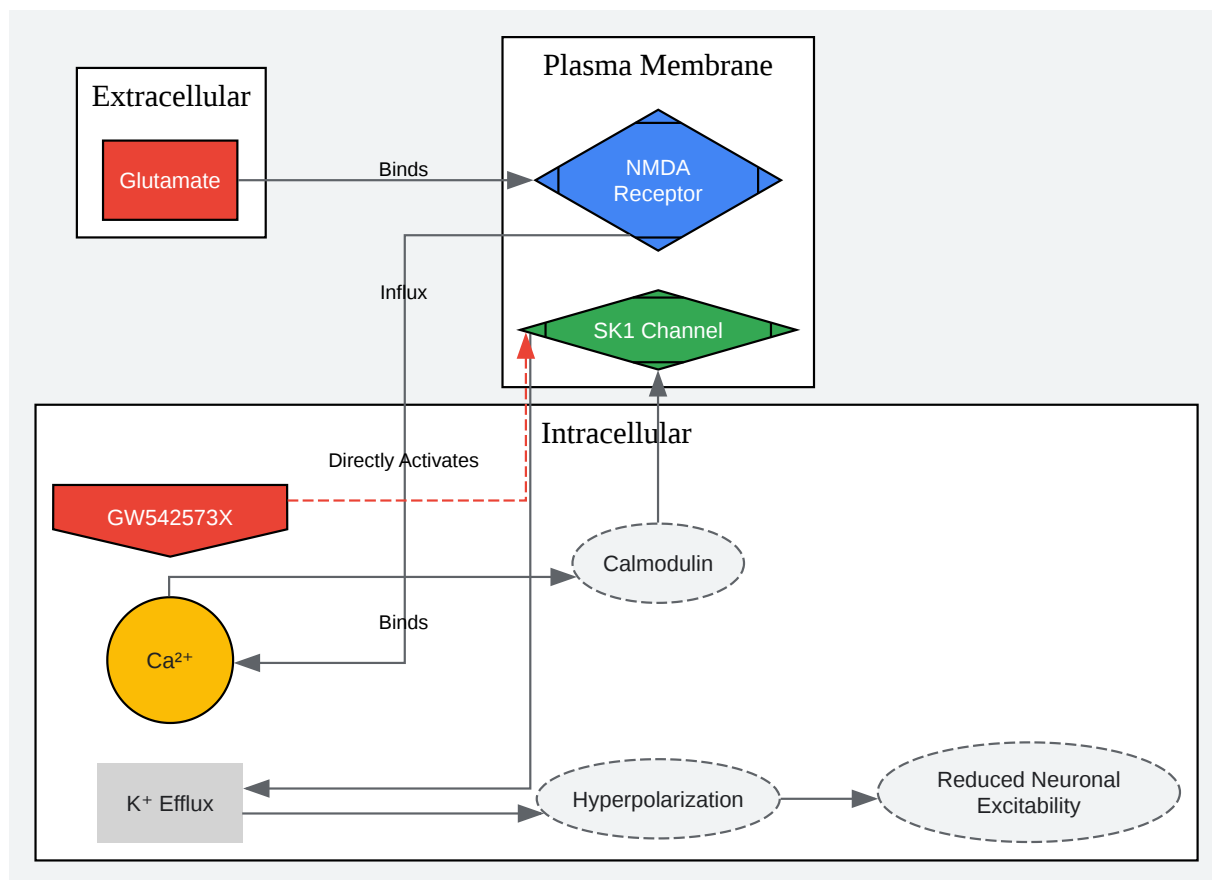 Plasma Membrane
Extracellular
NMDA
Receptor
Glutamate
Binds
Influx
SK1 Channel
Intracellular
Directly Activates
GW542573X
Calmodulin
Binds
Ca²⁺
K⁺ Efflux
Hyperpolarization
Reduced Neuronal
Excitability